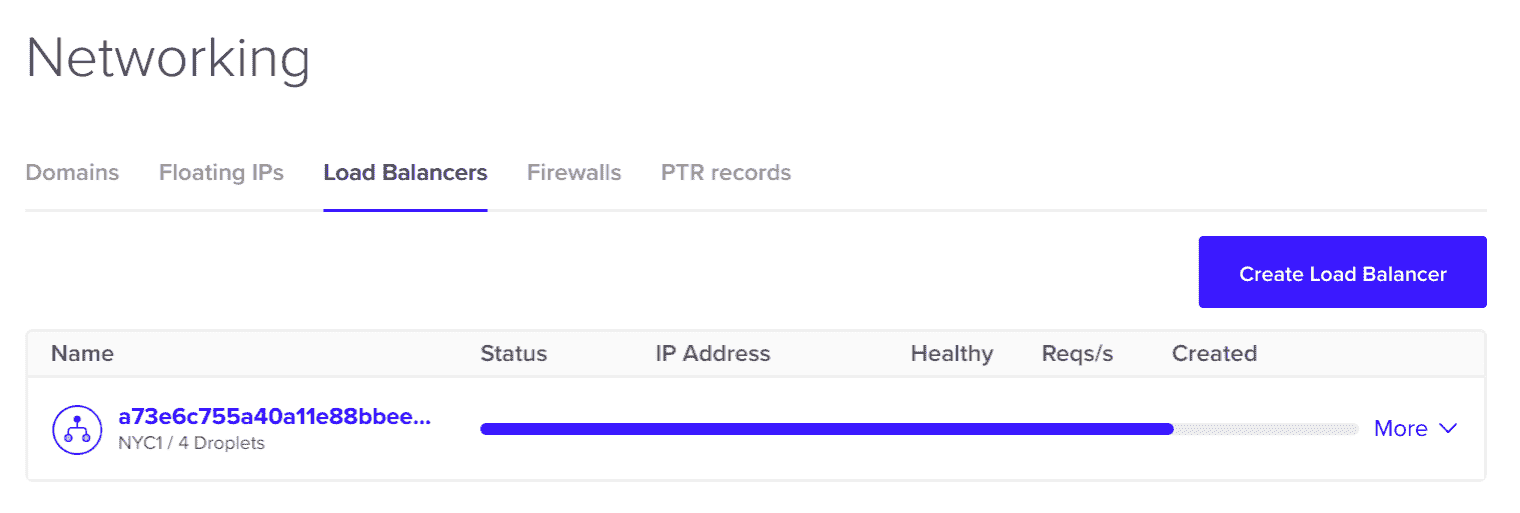 Networking
Domains Floating IPs Load Balancers Firewalls PTR records
Create Load Balancer
Name Status IP Address Healthy Reqs/s Created
a73e6c755a40a11e88bbee...
NYC1 / 4 Droplets
More